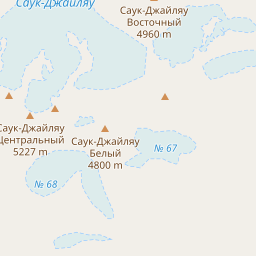 Саук-Джайляу
Саук-Джайляу
Восточный
4960 m
Саук-Джайляу
Центральный
5227 m
Саук-Джайляу
Белый
4800 m
№ 67
№ 68